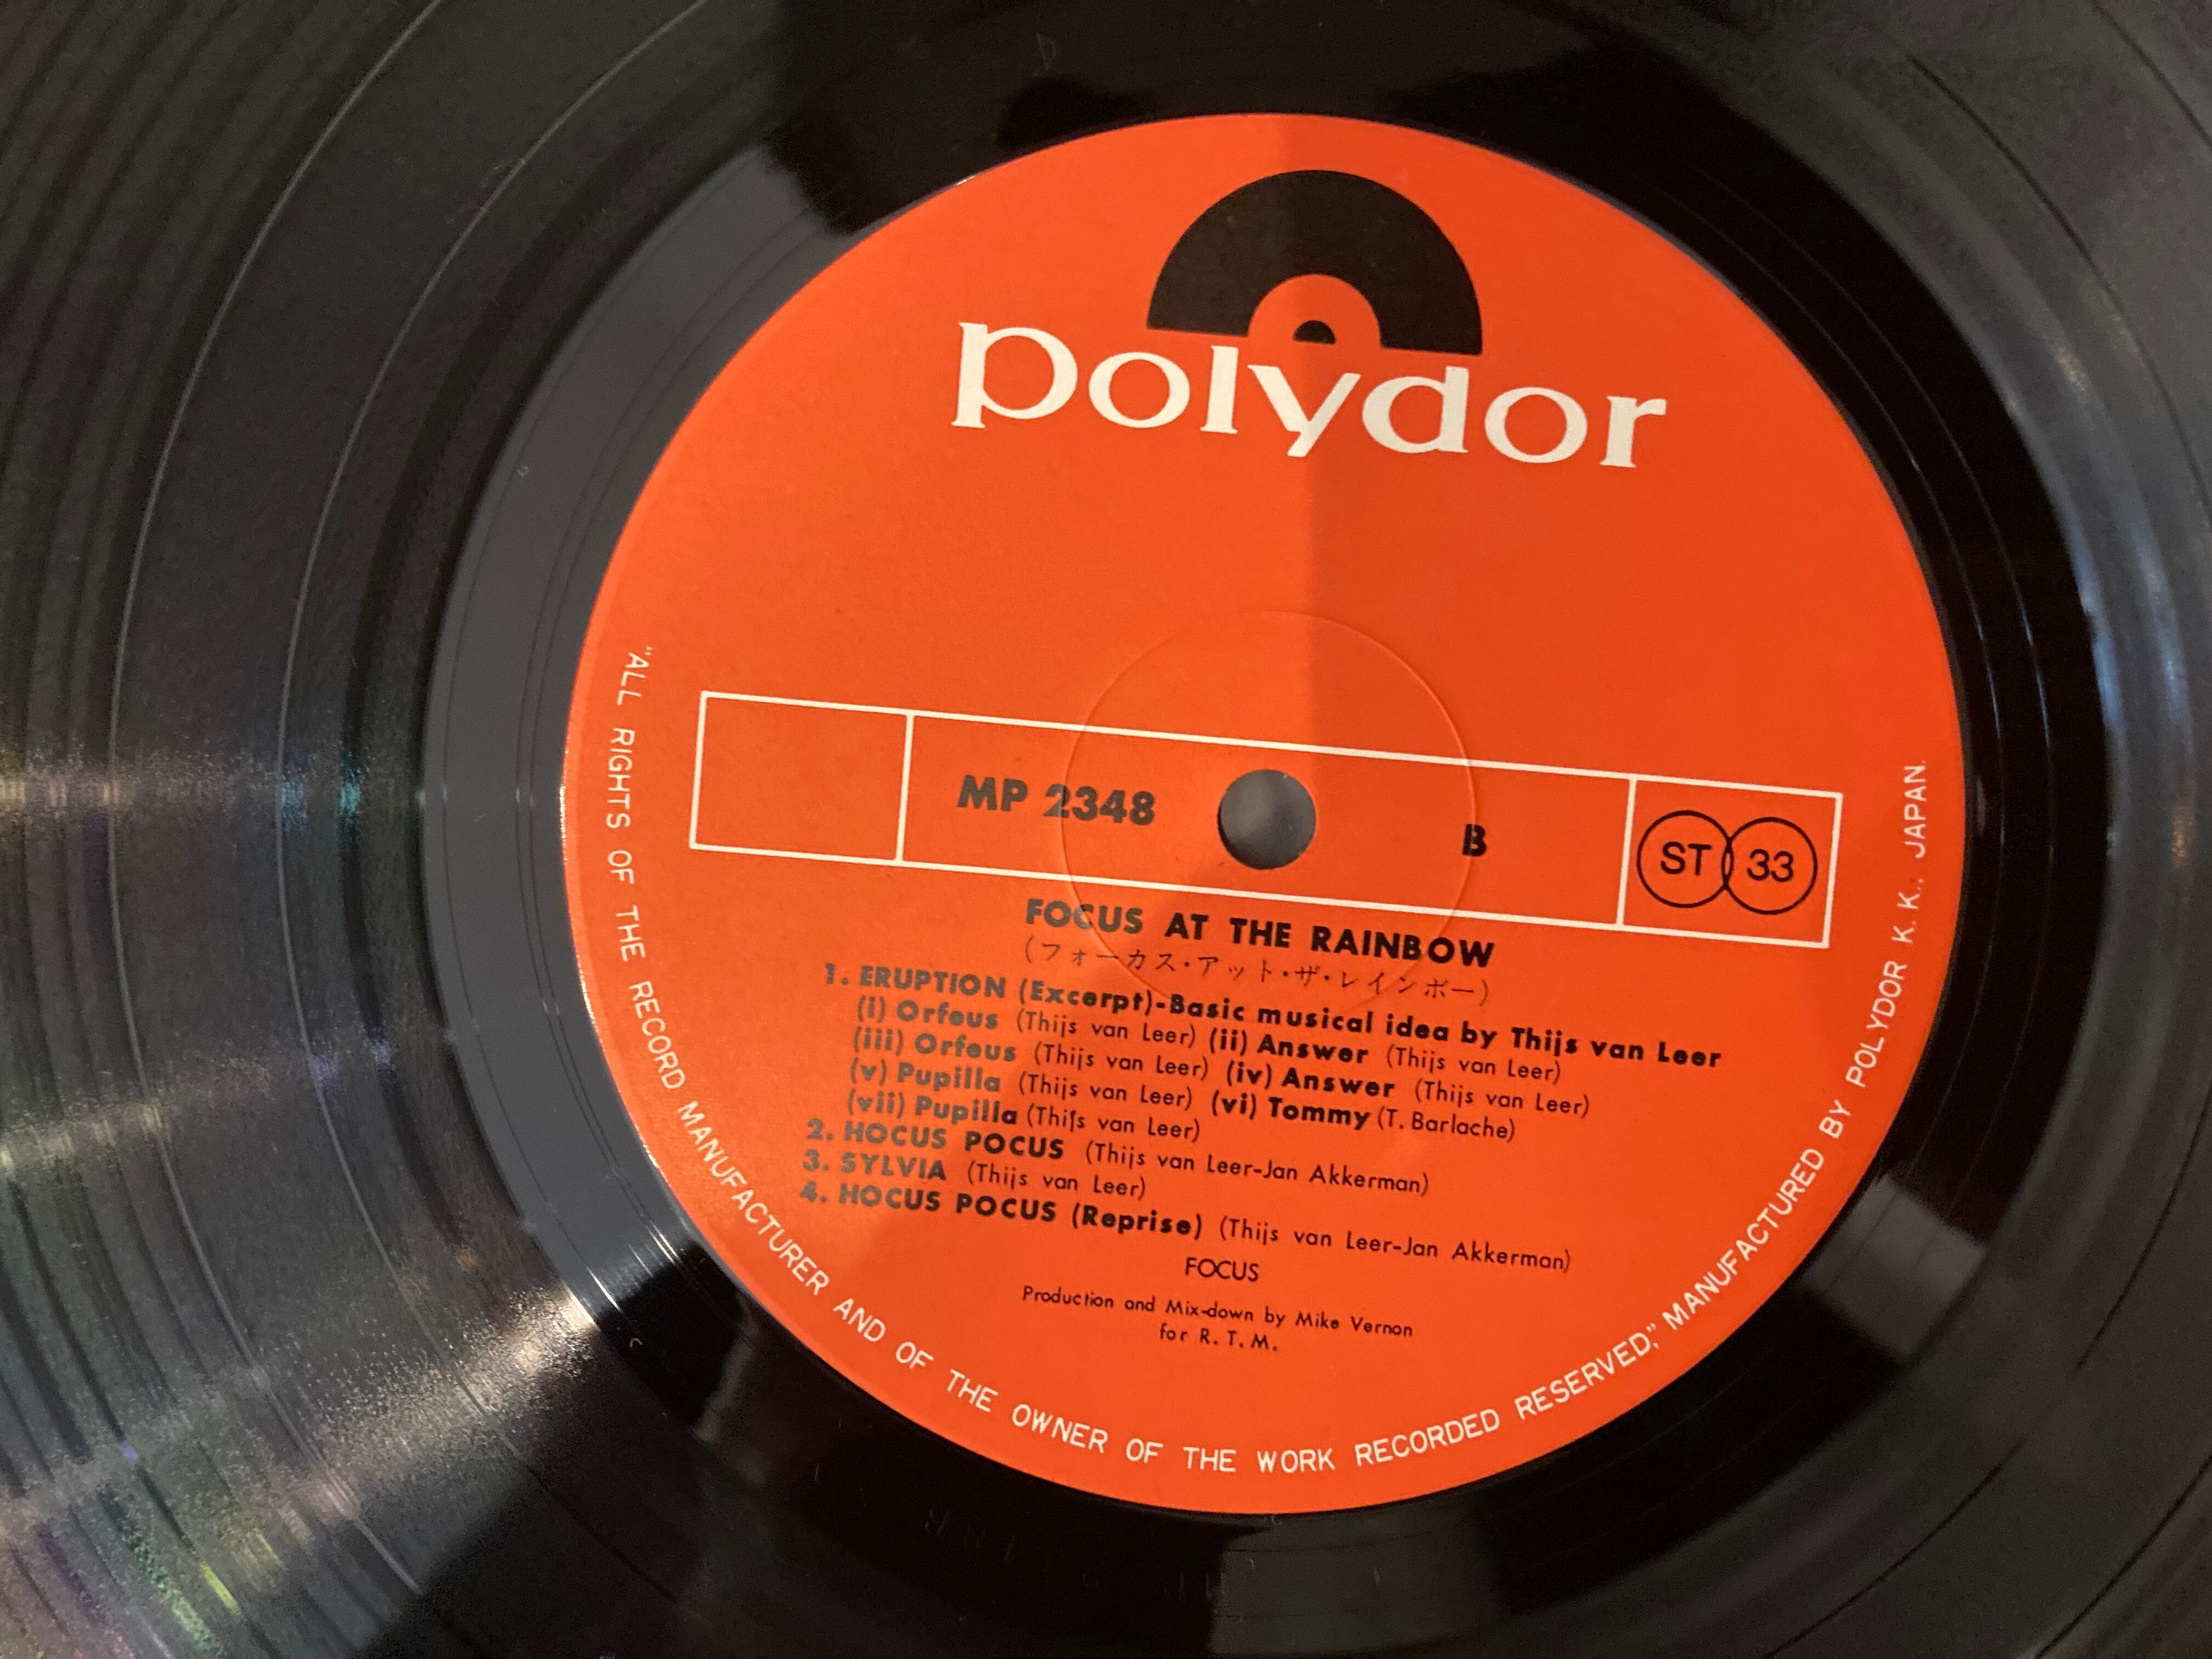 polydor
MP 2348 B ST 33
FOCUS AT THE RAINBOW
(フォーカス・アット・ザ・レインボー)
1. ERUPTION (Excerpt)-Basic musical idea by Thijs van Leer
(i) Orfeus (Thijs van Leer) (ii) Answer (Thijs van Leer)
(iii) Orfeus (Thijs van Leer) (iv) Answer (Thijs van Leer)
(v) Pupilla (Thijs van Leer) (vi) Tommy (T. Barlache)
(vii) Pupilla (Thifs van Leer)
2. HOCUS POCUS (Thijs van Leer-Jan Akkerman)
3. SYLVIA (Thijs van Leer)
4. HOCUS POCUS (Reprise) (Thijs van Leer-Jan Akkerman)
FOCUS
Production and Mix-down by Mike Vernon
for R. T. M.
"ALL RIGHTS OF THE RECORD MANUFACTURER AND OF THE OWNER OF THE WORK RECORDED RESERVED," MANUFACTURED BY POLYDOR K. K., JAPAN.